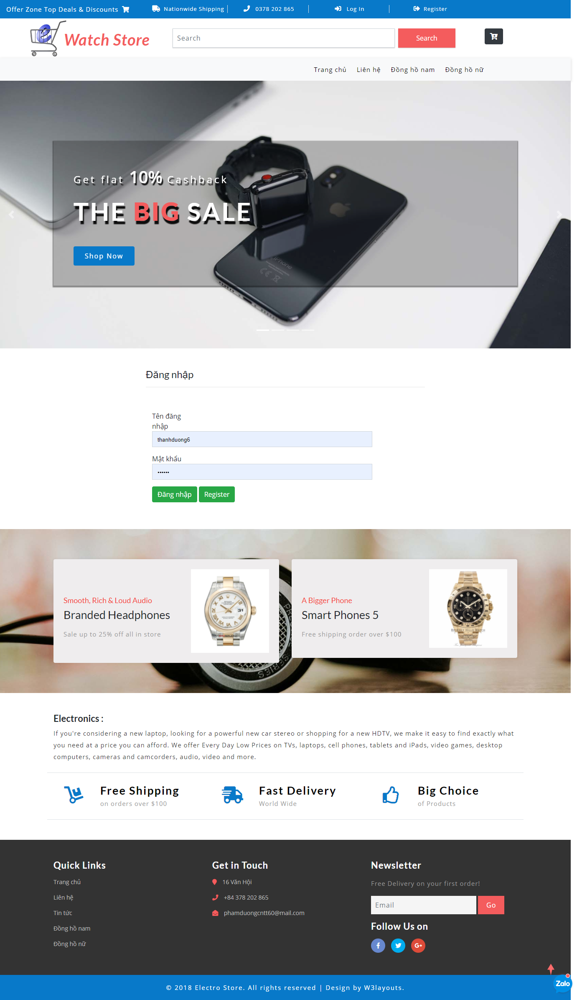 Offer Zone Top Deals & Discounts
Nationwide Shipping
0378 202 865
Log In
Register
e
Watch Store
Search
Search
Trang chủ
Liên hệ
Đồng hồ nam
Đồng hồ nữ
Get flat 10% Cashback
THE BIG SALE
Shop Now
iPhone
Đăng nhập
Tên đăng
nhập
thanhduong6
Mật khẩu
••••••
Đăng nhập
Register
Smooth, Rich & Loud Audio
Branded Headphones
Sale up to 25% off all in store
31
A Bigger Phone
Smart Phones 5
Free shipping order over $100
BEVERLY HILLS WATCH
SERIES
Electronics :
If you're considering a new laptop, looking for a powerful new car stereo or shopping for a new HDTV, we make it easy to find exactly what
you need at a price you can afford. We offer Every Day Low Prices on TVs, laptops, cell phones, tablets and iPads, video games, desktop
computers, cameras and camcorders, audio, video and more.
Free Shipping
on orders over $100
Fast Delivery
World Wide
Big Choice
of Products
Quick Links
Trang chủ
Liên hệ
Tin tức
Đồng hồ nam
Đồng hồ nữ
Get in Touch
16 Văn Hội
+84 378 202 865
phamduongcntt60@mail.com
Newsletter
Free Delivery on your first order!
Email
Go
Follow Us on
Zalo
© 2018 Electro Store. All rights reserved | Design by W3layouts.